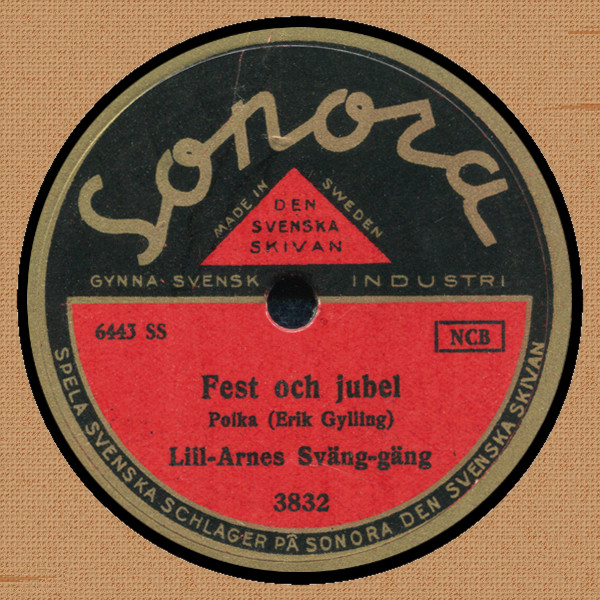 Sonora
MADE IN SWEDEN
DEN
SVENSKA
SKIVAN
GYNNA SVENSK INDUSTRI
6443 SS
NCB
Fest och jubel
Polka (Erik Gylling)
Lill-Arnes Sväng-gäng
3832
SPELA SVENSKA SCHLAGER PÅ SONORA DEN SVENSKA SKIVAN